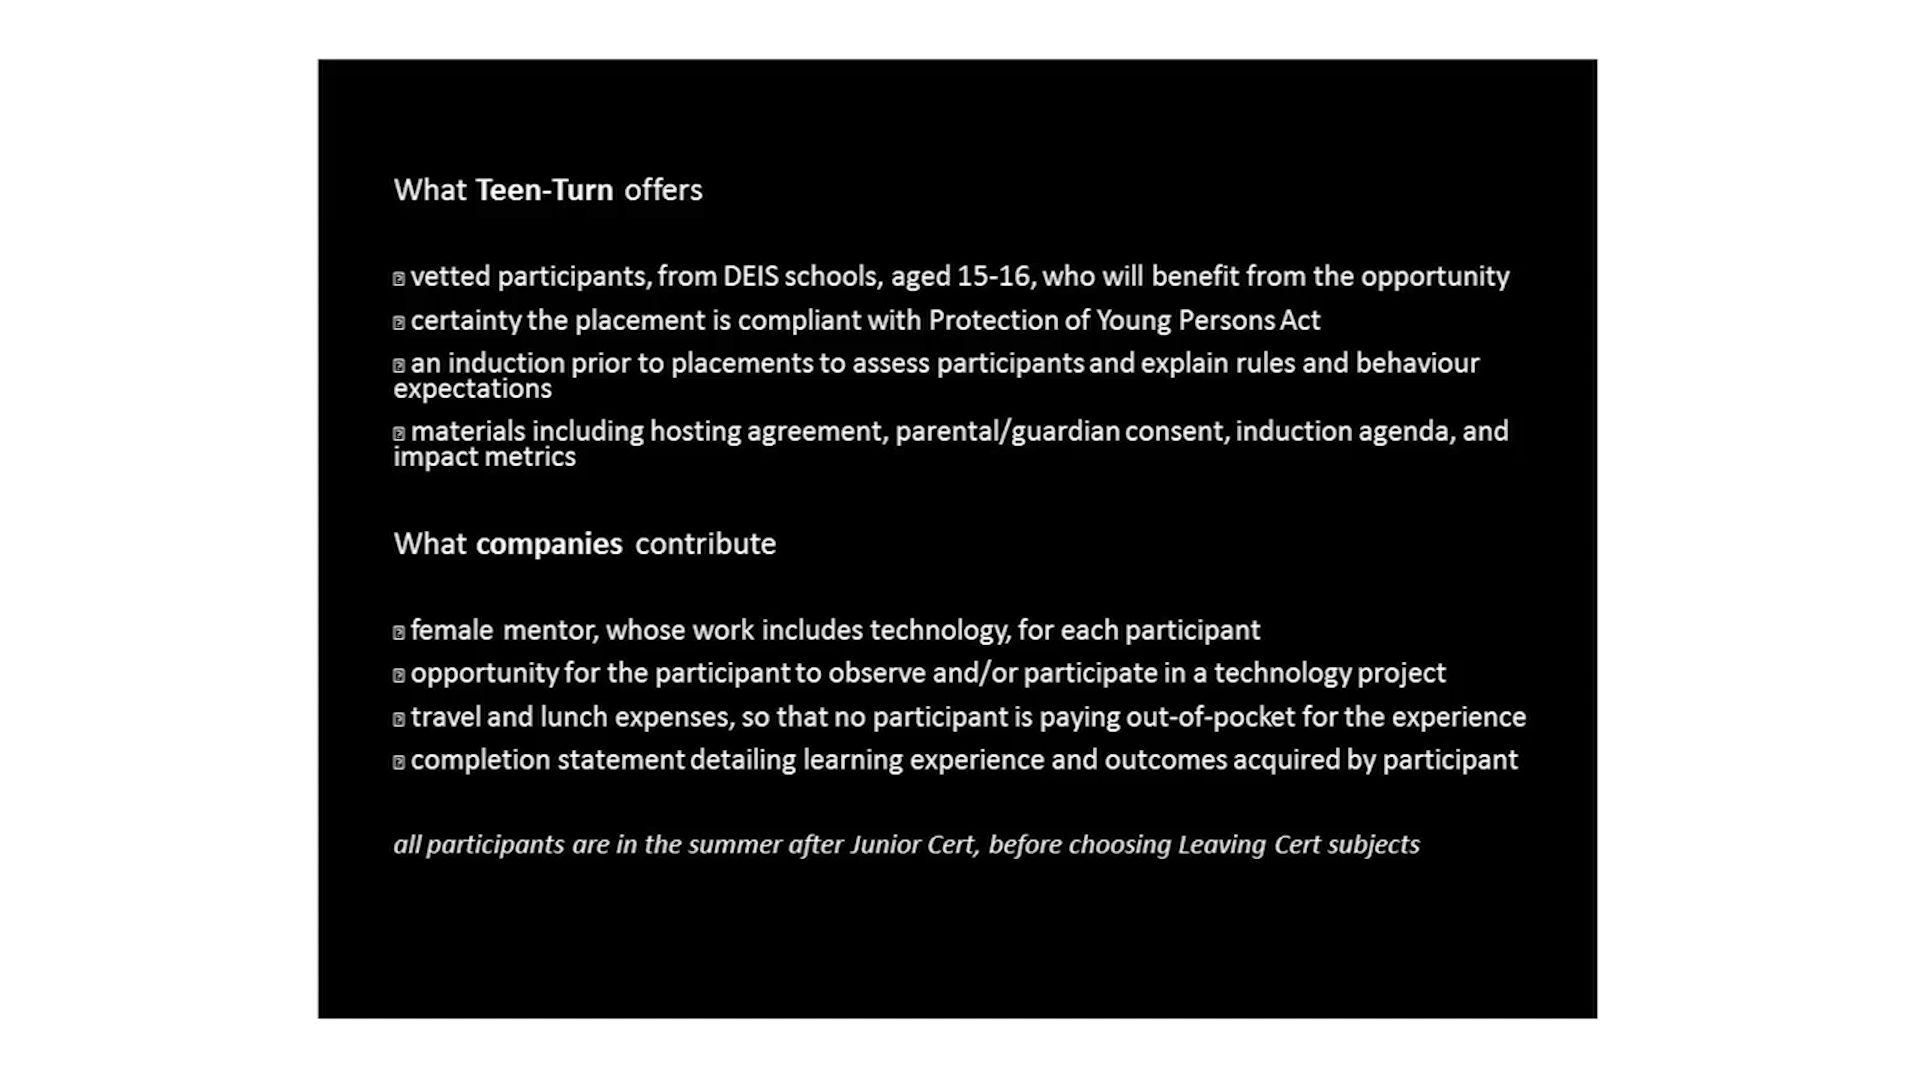 What Teen-Turn offers
⍰ vetted participants, from DEIS schools, aged 15-16, who will benefit from the opportunity
⍰ certainty the placement is compliant with Protection of Young Persons Act
⍰ an induction prior to placements to assess participants and explain rules and behaviour
expectations
⍰ materials including hosting agreement, parental/guardian consent, induction agenda, and
impact metrics
What companies contribute
⍰ female mentor, whose work includes technology, for each participant
⍰ opportunity for the participant to observe and/or participate in a technology project
⍰ travel and lunch expenses, so that no participant is paying out-of-pocket for the experience
⍰ completion statement detailing learning experience and outcomes acquired by participant
all participants are in the summer after Junior Cert, before choosing Leaving Cert subjects